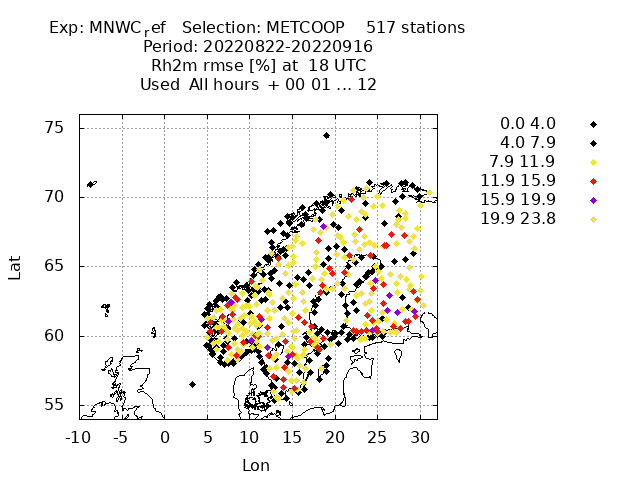 Exp: MNWCref   Selection: METCOOP    517 stations
Period: 20220822-20220916
Rh2m rmse [%] at  18 UTC
Used  All hours  + 00 01 ... 12
0.0 4.0
4.0 7.9
7.9 11.9
11.9 15.9
15.9 19.9
19.9 23.8
75
70
65
60
55
Lat
-10 -5 0 5 10 15 20 25 30
Lon